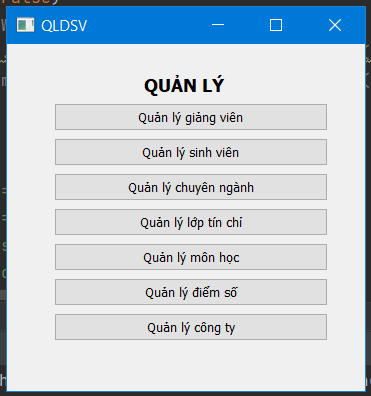 QLDSV
QUẢN LÝ
Quản lý giảng viên
Quản lý sinh viên
Quản lý chuyên ngành
Quản lý lớp tín chỉ
Quản lý môn học
Quản lý điểm số
Quản lý công ty